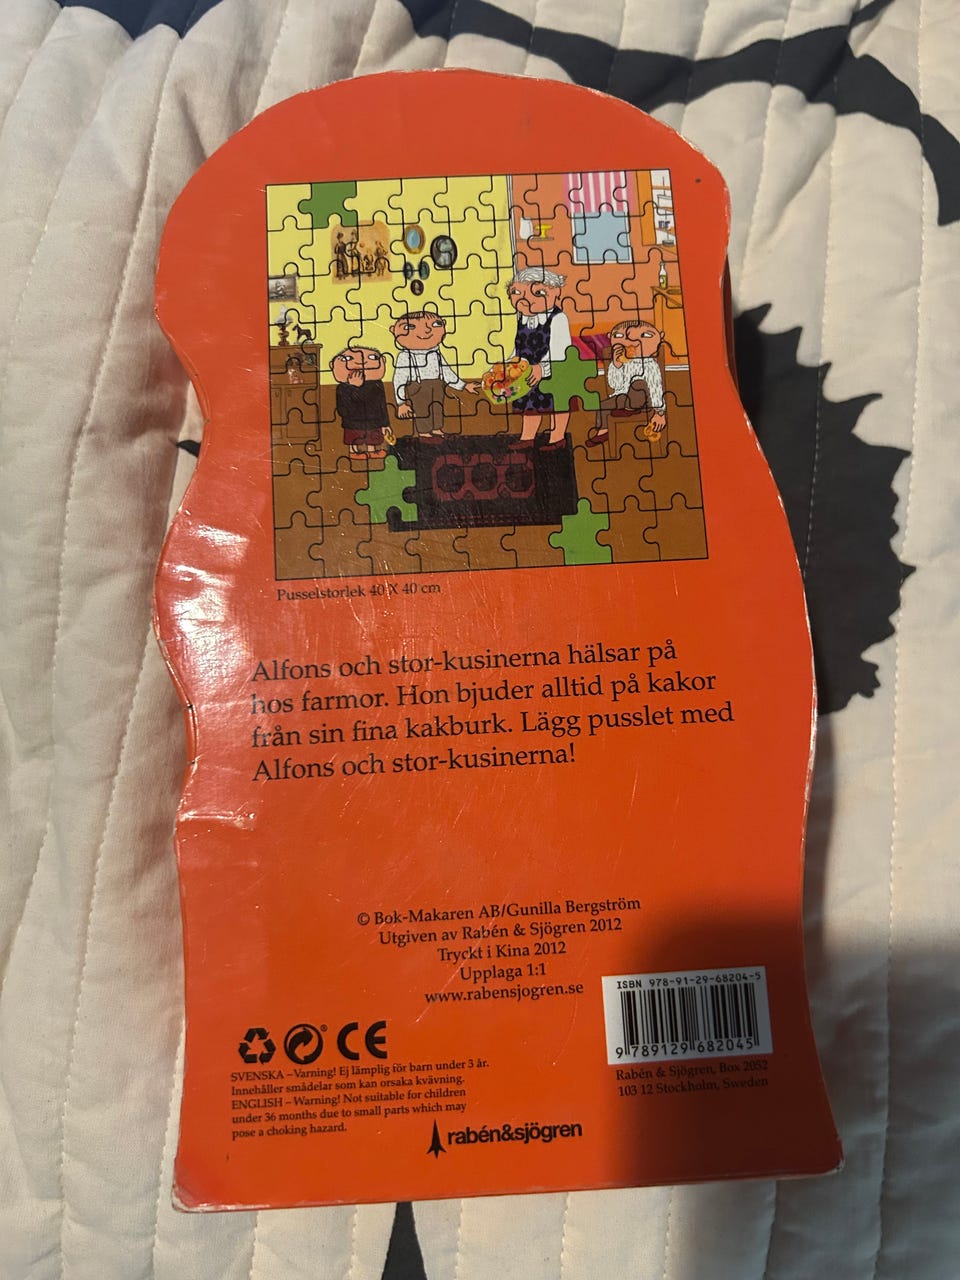 Pusselstorlek 40 X 40 cm
Alfons och stor-kusinerna hälsar på
hos farmor. Hon bjuder alltid på kakor
från sin fina kakburk. Lägg pusslet med
Alfons och stor-kusinerna!
© Bok-Makaren AB/Gunilla Bergström
Utgiven av Rabén & Sjögren 2012
Tryckt i Kina 2012
Upplaga 1:1
www.rabensjogren.se
ISBN 978-91-29-68204-5
9 789129 682045
Rabén & Sjögren, Box 2052
103 12 Stockholm, Sweden
CE
SVENSKA – Varning! Ej lämplig för barn under 3 år.
Innehåller smådelar som kan orsaka kvävning.
ENGLISH – Warning! Not suitable for children
under 36 months due to small parts which may
pose a choking hazard.
rabén&sjögren